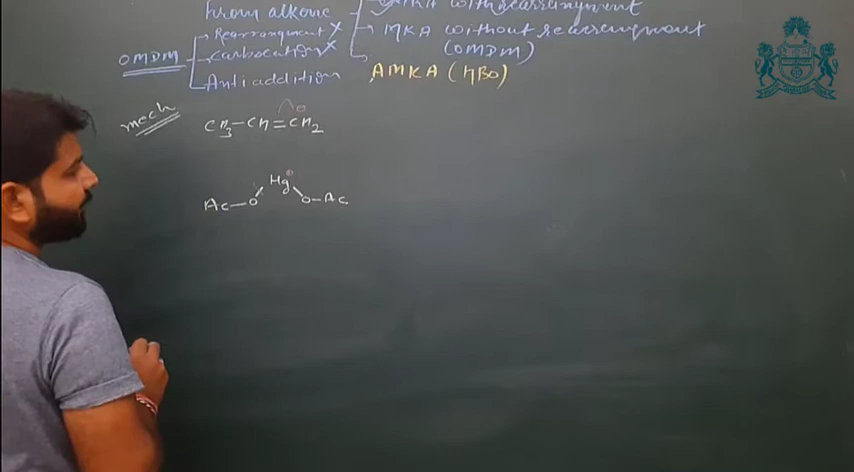 From alkene
with rearrangement
MKA without rearrangement
(OMDM)
OMDM
Rearrangement ×
Carbocation ×
Anti addition
AMKA (HBO)
mech
CH3-CH=CH2
Hg
Ac-O O-Ac